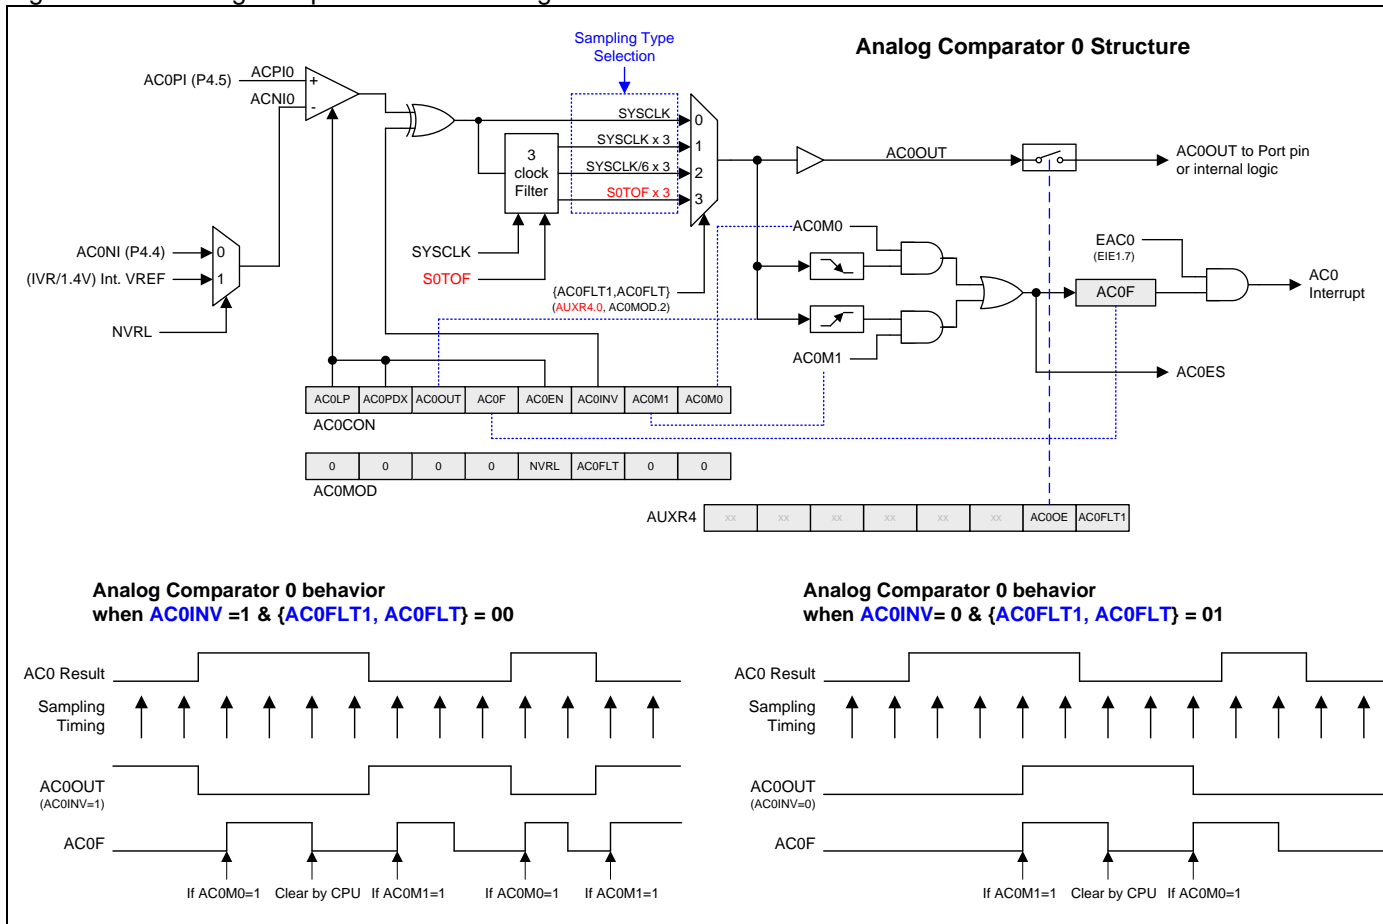 Analog Comparator 0 Structure
Sampling Type
Selection
AC0PI (P4.5)
ACPI0
ACNI0
+
-
SYSCLK
0
SYSCLK x 3
1
SYSCLK/6 x 3
2
S0TOF x 3
3
3
clock
Filter
AC0OUT
AC0OUT to Port pin
or internal logic
AC0NI (P4.4)
0
(IVR/1.4V) Int. VREF
1
NVRL
SYSCLK
S0TOF
{AC0FLT1,AC0FLT}
(AUXR4.0, AC0MOD.2)
AC0M0
AC0M1
EAC0
(EIE1.7)
AC0F
AC0
Interrupt
AC0ES
AC0LP AC0PDX AC0OUT AC0F AC0EN AC0INV AC0M1 AC0M0
AC0CON
0 0 0 0 NVRL AC0FLT 0 0
AC0MOD
AUXR4 xx xx xx xx xx xx AC0OE AC0FLT1
Analog Comparator 0 behavior
when AC0INV =1 & {AC0FLT1, AC0FLT} = 00
AC0 Result
Sampling
Timing
AC0OUT
(AC0INV=1)
AC0F
If AC0M0=1 Clear by CPU If AC0M1=1 If AC0M0=1 If AC0M1=1
Analog Comparator 0 behavior
when AC0INV= 0 & {AC0FLT1, AC0FLT} = 01
AC0 Result
Sampling
Timing
AC0OUT
(AC0INV=0)
AC0F
If AC0M1=1 Clear by CPU If AC0M0=1